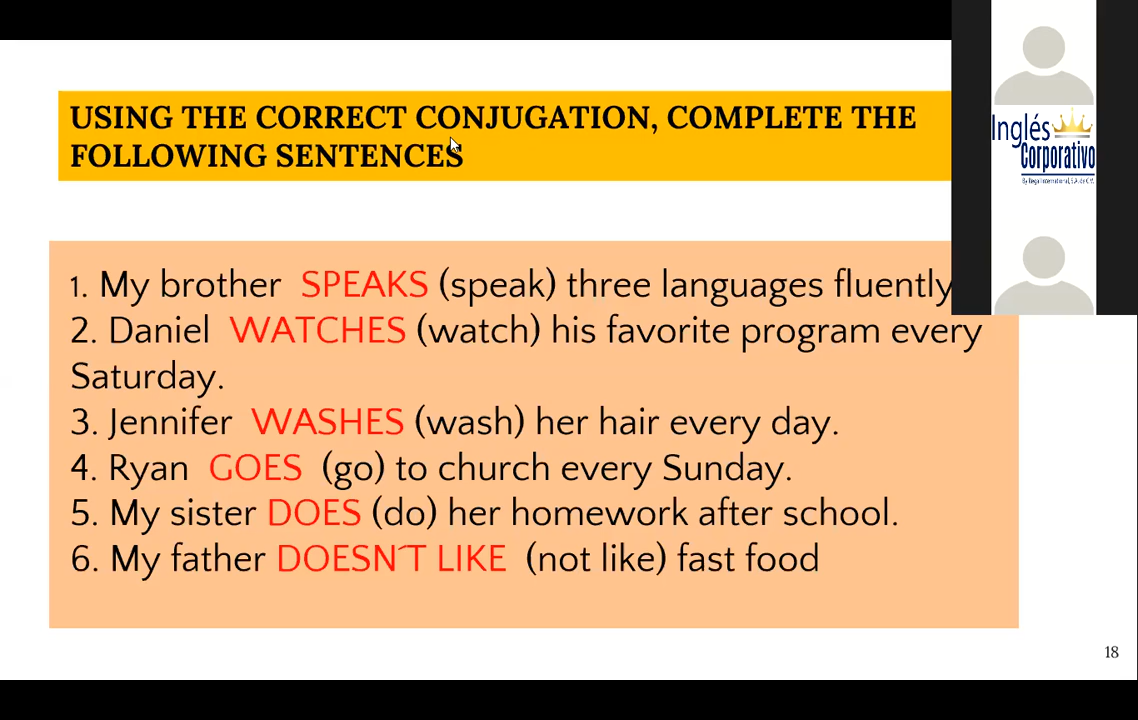 USING THE CORRECT CONJUGATION, COMPLETE THE
FOLLOWING SENTENCES
Inglés
Corporativo
1. My brother SPEAKS (speak) three languages fluently
2. Daniel WATCHES (watch) his favorite program every
Saturday.
3. Jennifer WASHES (wash) her hair every day.
4. Ryan GOES (go) to church every Sunday.
5. My sister DOES (do) her homework after school.
6. My father DOESN´T LIKE (not like) fast food
18